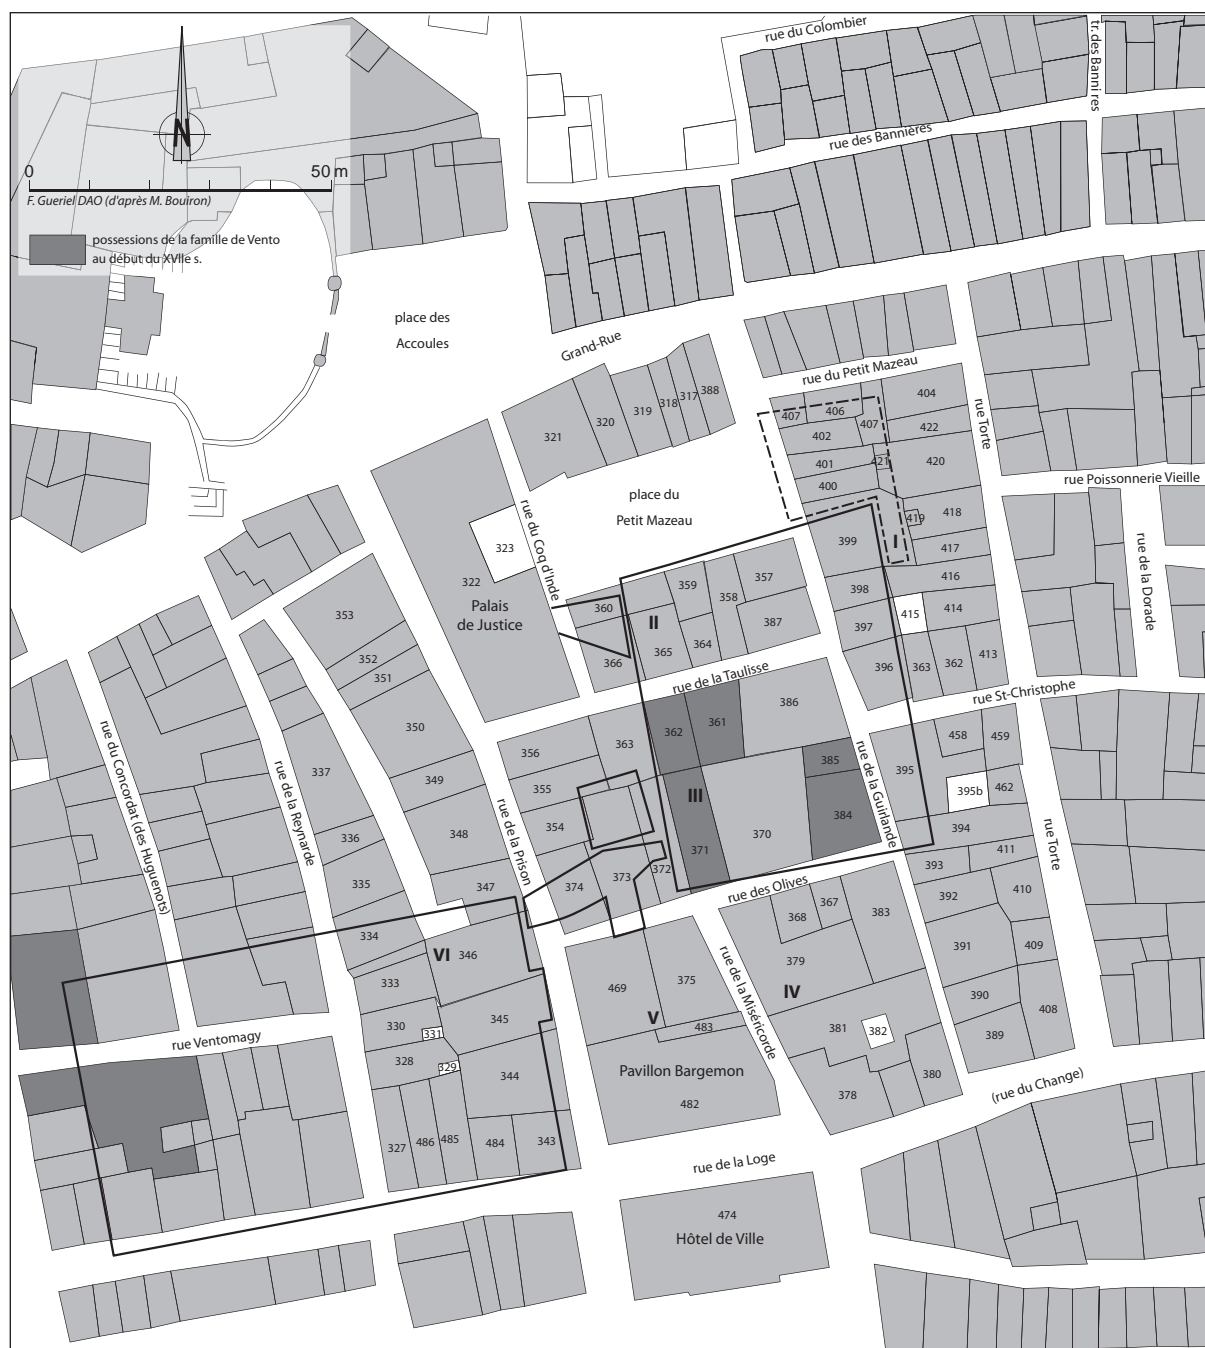 rue du Colombier
tr. des Banni res
rue des Bannières
N
0 50 m
F. Gueriel DAO (d'après M. Bouiron)
possessions de la famille de Vento
au début du XVIIe s.
place des
Accoules
Grand-Rue
rue du Petit Mazeau
321
320
319
318
317
388
407
406
407
404
402
422
401
421
420
400
419
418
417
416
I
399
398
397
396
415
414
363
362
413
rue Torte
rue Poissonnerie Vieille
rue de la Dorade
place du
Petit Mazeau
rue du Coq d'Inde
323
322
Palais
de Justice
360
359
358
357
II
365
364
387
366
rue de la Taulisse
rue St-Christophe
353
352
351
350
349
348
347
337
336
335
334
333
rue du Concordat (des Huguenots)
rue de la Reynarde
rue de la Prison
356
363
355
354
362
361
386
385
384
III
370
371
372
373
374
rue de la Guirlande
395
458
459
395b
462
394
411
393
392
410
391
409
390
408
389
rue Torte
rue des Olives
368
367
383
379
IV
381
382
380
378
rue de la Miséricorde
469
375
V
483
Pavillon Bargemon
482
VI
346
345
330
331
328
329
344
327
486
485
484
343
rue Ventomagy
(rue du Change)
rue de la Loge
474
Hôtel de Ville